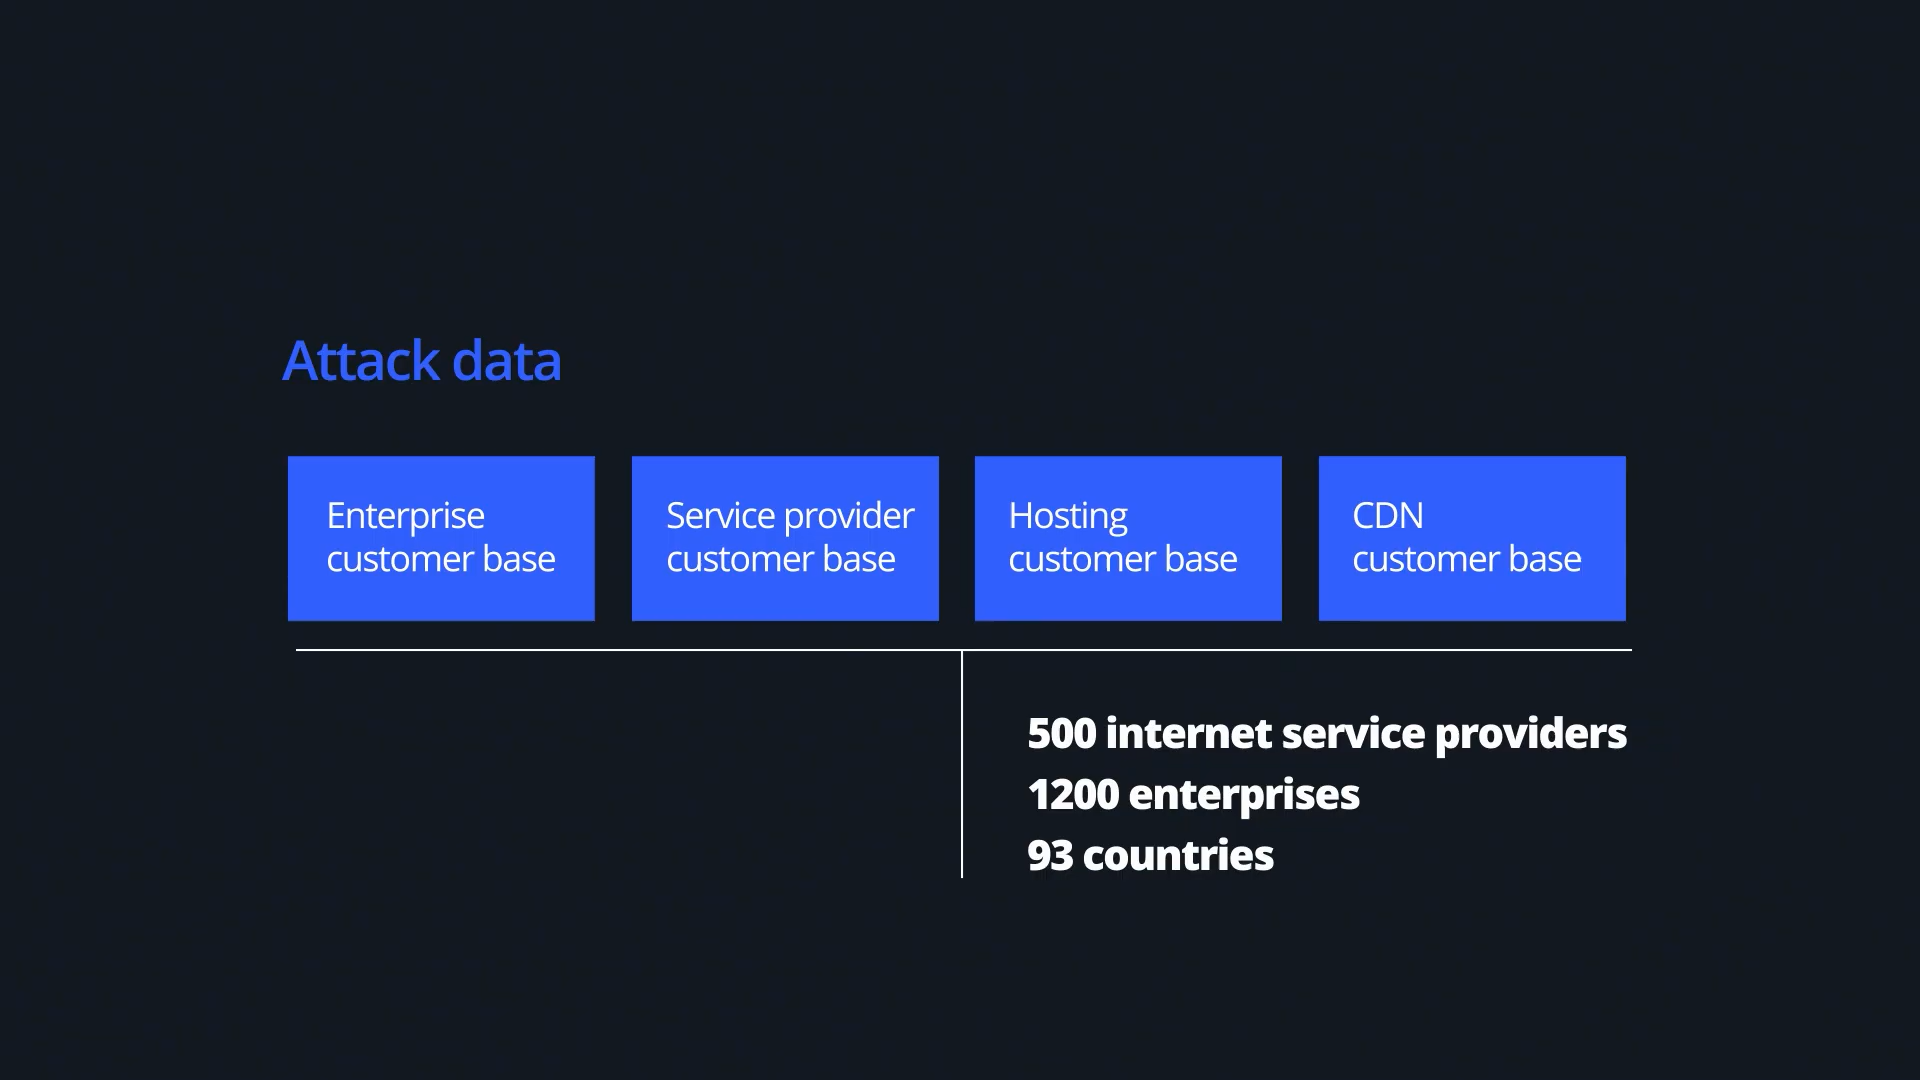 Attack data
Enterprise
customer base
Service provider
customer base
Hosting
customer base
CDN
customer base
500 internet service providers
1200 enterprises
93 countries